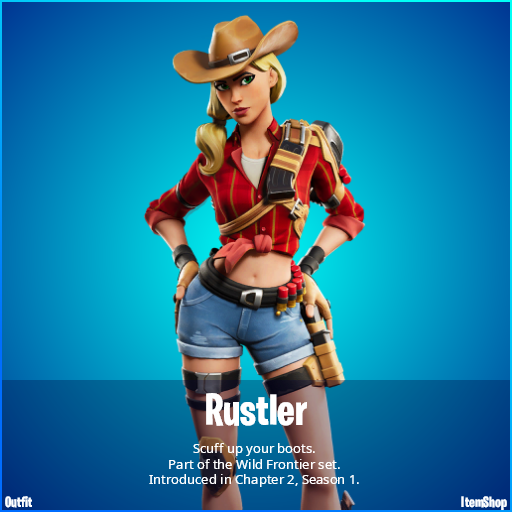 Rustler
Scuff up your boots.
Part of the Wild Frontier set.
Introduced in Chapter 2, Season 1.
Outfit
ItemShop